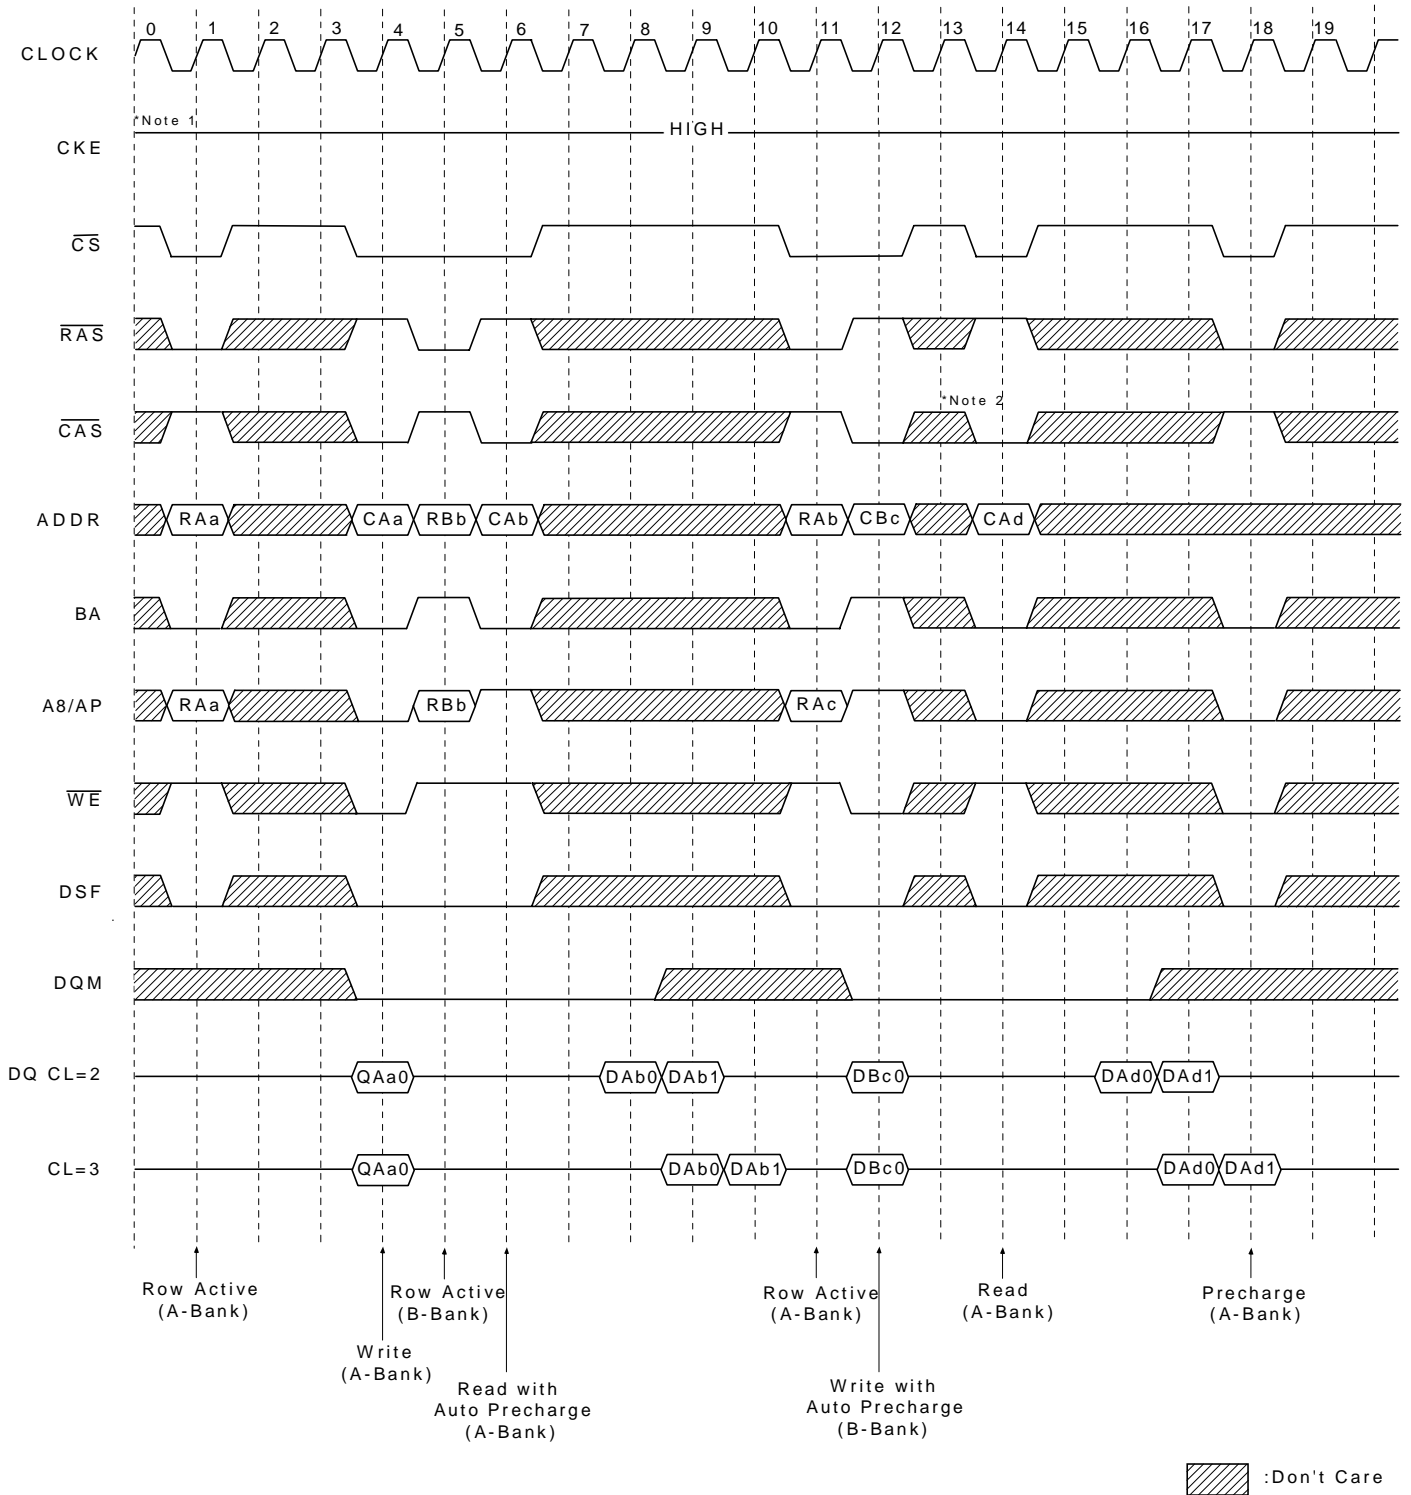 0 1 2 3 4 5 6 7 8 9 10 11 12 13 14 15 16 17 18 19
CLOCK
*Note 1
HIGH
CKE
CS
RAS
*Note 2
CAS
ADDR RAa CAa RBb CAb RAb CBc CAd
BA
A8/AP RAa RBb RAc
WE
DSF
DQM
DQ CL=2 QAa0 DAb0 DAb1 DBc0 DAd0 DAd1
CL=3 QAa0 DAb0 DAb1 DBc0 DAd0 DAd1
Row Active
(A-Bank)
Write
(A-Bank)
Row Active
(B-Bank)
Read with
Auto Precharge
(A-Bank)
Row Active
(A-Bank)
Write with
Auto Precharge
(B-Bank)
Read
(A-Bank)
Precharge
(A-Bank)
:Don't Care